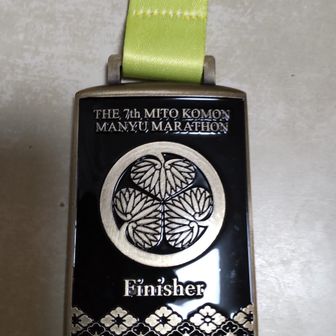 THE 7th MITO KOMON
MANYU MARATHON
Finisher